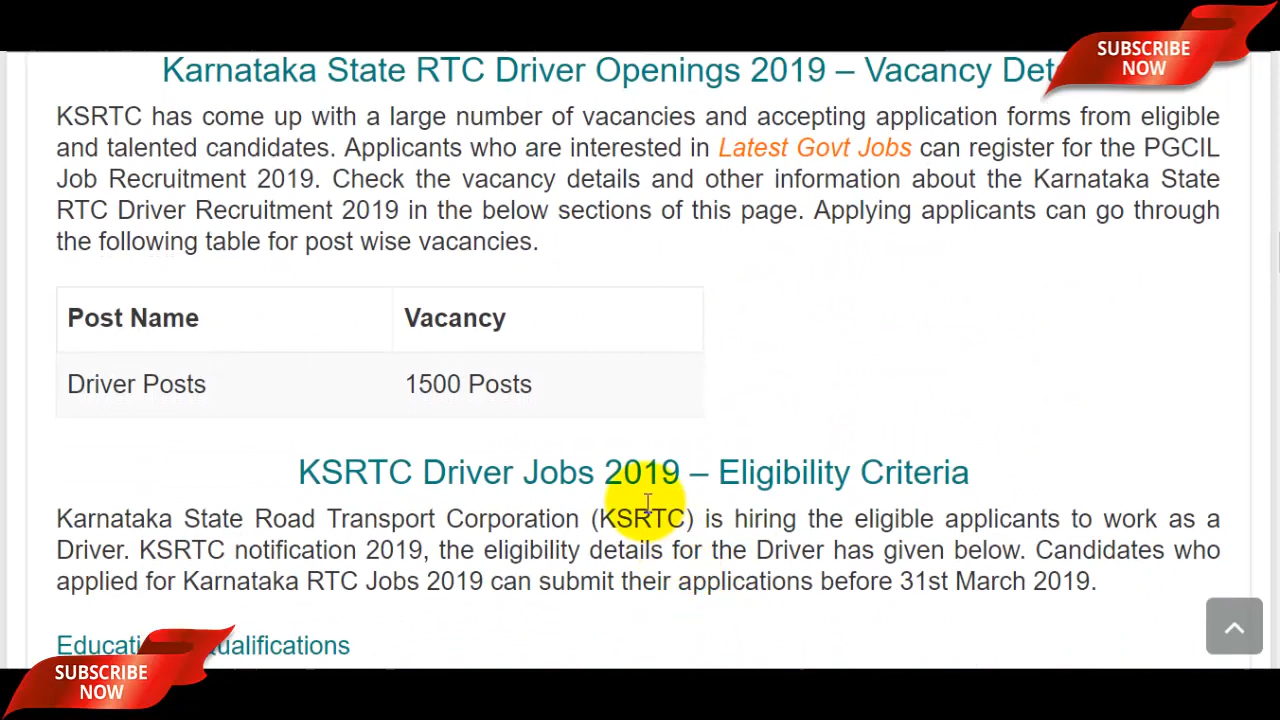 SUBSCRIBE
NOW
Karnataka State RTC Driver Openings 2019 – Vacancy
KSRTC has come up with a large number of vacancies and accepting application forms from eligible
and talented candidates. Applicants who are interested in Latest Govt Jobs can register for the PGCIL
Job Recruitment 2019. Check the vacancy details and other information about the Karnataka State
RTC Driver Recruitment 2019 in the below sections of this page. Applying applicants can go through
the following table for post wise vacancies.
Post Name Vacancy
Driver Posts 1500 Posts
KSRTC Driver Jobs 2019 – Eligibility Criteria
Karnataka State Road Transport Corporation (KSRTC) is hiring the eligible applicants to work as a
Driver. KSRTC notification 2019, the eligibility details for the Driver has given below. Candidates who
applied for Karnataka RTC Jobs 2019 can submit their applications before 31st March 2019.
SUBSCRIBE
NOW